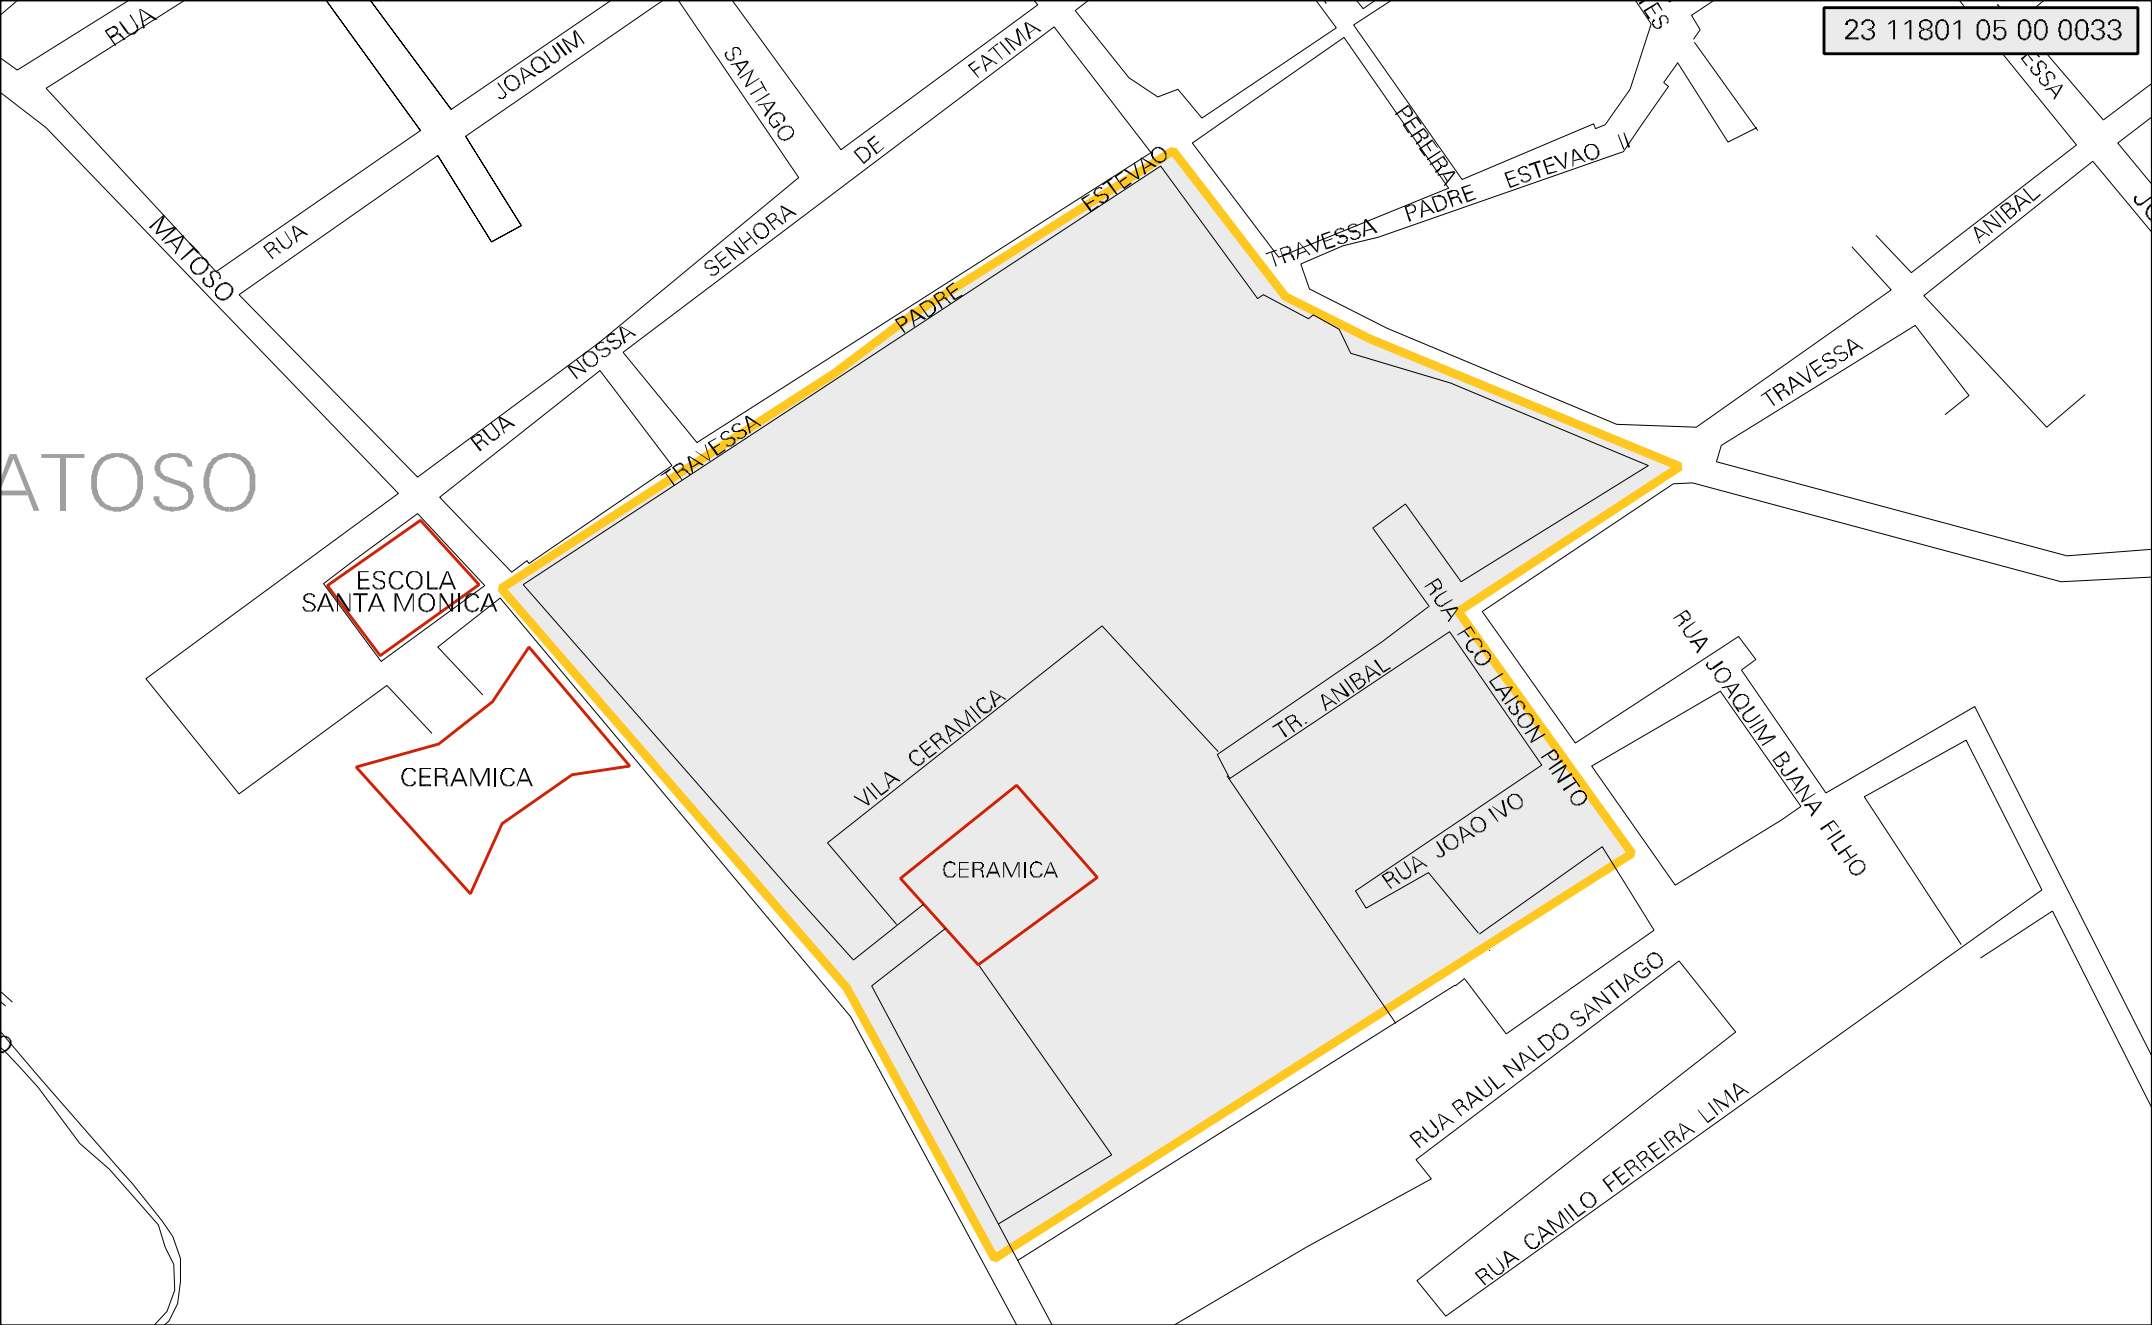 23 11801 05 00 0033
RUA
JOAQUIM
SANTIAGO
FATIMA
DE
SENHORA
NOSSA
RUA
RUA
MATOSO
ESSA
PEREIRA
TRAVESSA PADRE ESTEVAO II
ANIBAL
TRAVESSA
TRAVESSA PADRE ESTEVAO
ATOSO
ESCOLA
SANTA MONICA
CERAMICA
VILA CERAMICA
CERAMICA
TR. ANIBAL
RUA FCO LAISON PINTO
RUA JOAO IVO
RUA JOAQUIM BJANA FILHO
RUA RAUL NALDO SANTIAGO
RUA CAMILO FERREIRA LIMA